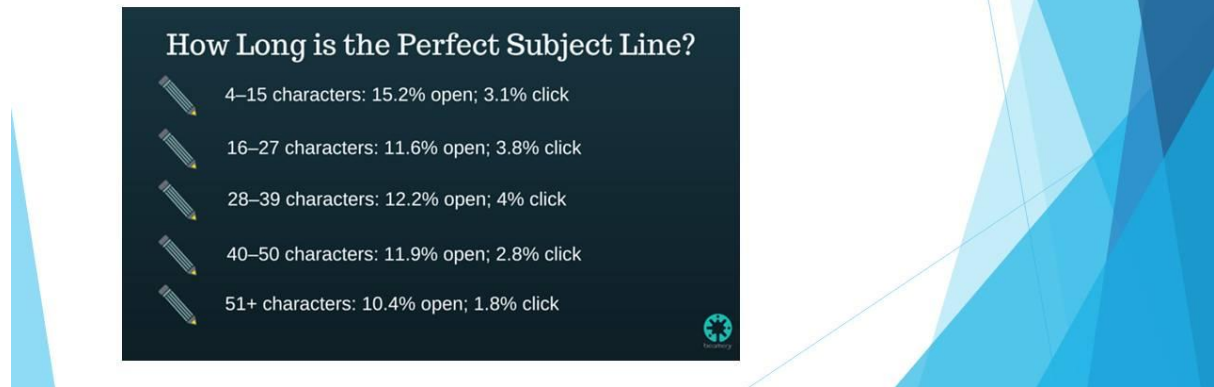 How Long is the Perfect Subject Line?
4–15 characters: 15.2% open; 3.1% click
16–27 characters: 11.6% open; 3.8% click
28–39 characters: 12.2% open; 4% click
40–50 characters: 11.9% open; 2.8% click
51+ characters: 10.4% open; 1.8% click